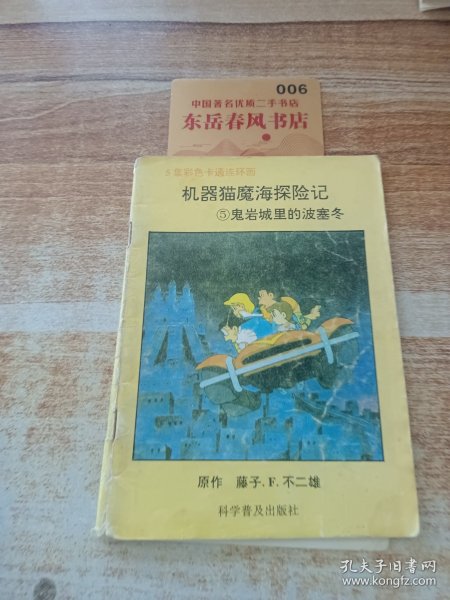 006
中国著名优质二手书店
东岳春风书店
5集彩色卡通连环画
机器猫魔海探险记
⑤鬼岩城里的波塞冬
原作 藤子.F.不二雄
科学普及出版社
孔夫子旧书网
www.kongfz.com